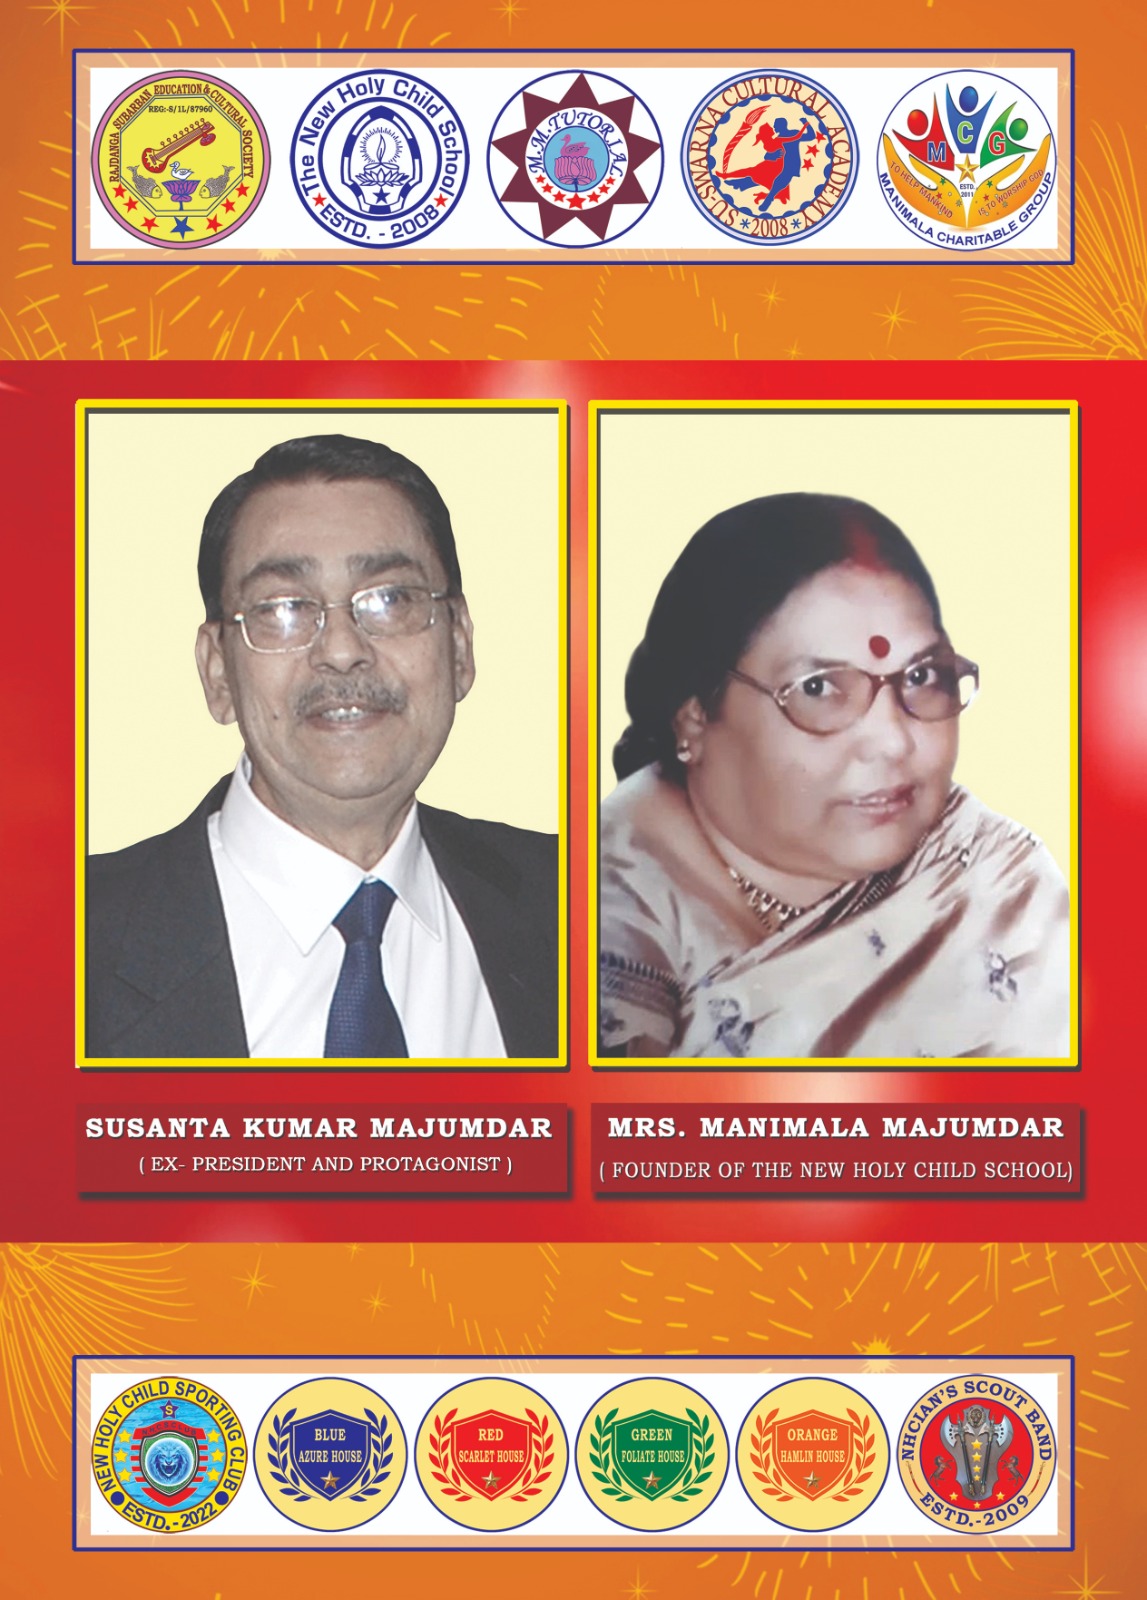 RAJDANGA SUBARBAN EDUCATION & CULTURAL SOCIETY
REG:-S/1L/87960
The New Holy Child School
ESTD. - 2008
M.M. TUTORIAL
SU-SWARNA CULTURAL ACADEMY
2008
M C G
ESTD.
2011
TO HELP MANKIND
IS TO WORSHIP GOD
MANIMALA CHARITABLE GROUP
SUSANTA KUMAR MAJUMDAR
( EX- PRESIDENT AND PROTAGONIST )
MRS. MANIMALA MAJUMDAR
( FOUNDER OF THE NEW HOLY CHILD SCHOOL)
NEW HOLY CHILD SPORTING CLUB
S
ESTD.-2022
BLUE
AZURE HOUSE
RED
SCARLET HOUSE
GREEN
FOLIATE HOUSE
ORANGE
HAMLIN HOUSE
NHCIAN'S SCOUT BAND
ESTD.-2009